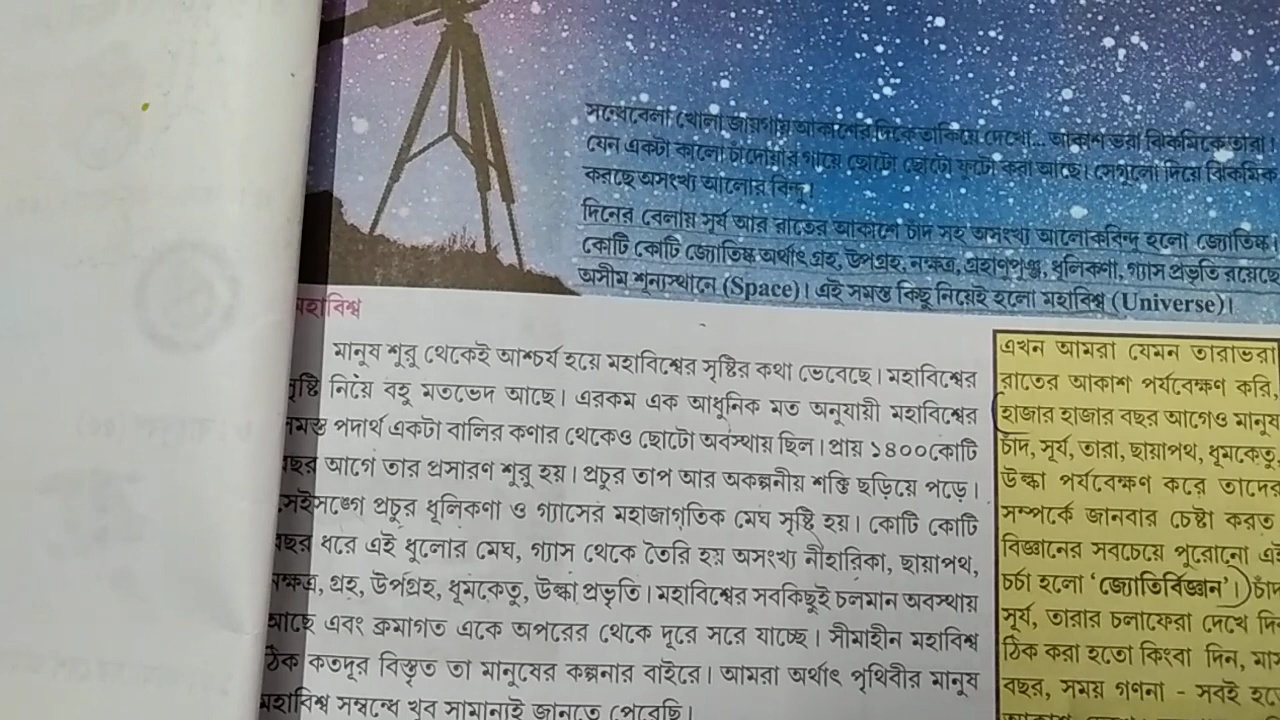 সন্ধেবেলা খোলা জায়গায় আকাশের দিকে তাকিয়ে দেখো... আকাশ ভরা ঝিকমিকে তারা।
যেন একটা কালো চাঁদোয়ার গায়ে ছোটো ছোটো ফুটো করা আছে। সেগুলো দিয়ে ঝিকমিক
করছে অসংখ্য আলোর বিন্দু।
দিনের বেলায় সূর্য আর রাতের আকাশে চাঁদ সহ অসংখ্য আলোকবিন্দু হলো জ্যোতিষ্ক।
কোটি কোটি জ্যোতিষ্ক অর্থাৎ গ্রহ, উপগ্রহ, নক্ষত্র, গ্রহাণুপুঞ্জ, ধূলিকণা, গ্যাস প্রভৃতি রয়েছে
অসীম শূন্যস্থানে (Space)। এই সমস্ত কিছু নিয়েই হলো মহাবিশ্ব (Universe)।
মহাবিশ্ব
মানুষ শুরু থেকেই আশ্চর্য হয়ে মহাবিশ্বের সৃষ্টির কথা ভেবেছে। মহাবিশ্বের
সৃষ্টি নিয়ে বহু মতভেদ আছে। এরকম এক আধুনিক মত অনুযায়ী মহাবিশ্বের
সমস্ত পদার্থ একটা বালির কণার থেকেও ছোটো অবস্থায় ছিল। প্রায় ১৪০০ কোটি
বছর আগে তার প্রসারণ শুরু হয়। প্রচুর তাপ আর অকল্পনীয় শক্তি ছড়িয়ে পড়ে।
সেইসঙ্গে প্রচুর ধূলিকণা ও গ্যাসের মহাজাগতিক মেঘ সৃষ্টি হয়। কোটি কোটি
বছর ধরে এই ধুলোর মেঘ, গ্যাস থেকে তৈরি হয় অসংখ্য নীহারিকা, ছায়াপথ,
নক্ষত্র, গ্রহ, উপগ্রহ, ধূমকেতু, উল্কা প্রভৃতি। মহাবিশ্বের সবকিছুই চলমান অবস্থায়
আছে এবং ক্রমাগত একে অপরের থেকে দূরে সরে যাচ্ছে। সীমাহীন মহাবিশ্ব
ঠিক কতদূর বিস্তৃত তা মানুষের কল্পনার বাইরে। আমরা অর্থাৎ পৃথিবীর মানুষ
মহাবিশ্ব সম্বন্ধে খুব সামান্যই জানতে পেরেছি।
এখন আমরা যেমন তারাভরা
রাতের আকাশ পর্যবেক্ষণ করি,
হাজার হাজার বছর আগেও মানুষ
চাঁদ, সূর্য, তারা, ছায়াপথ, ধূমকেতু,
উল্কা পর্যবেক্ষণ করে তাদের
সম্পর্কে জানবার চেষ্টা করত
বিজ্ঞানের সবচেয়ে পুরোনো এই
চর্চা হলো ‘জ্যোতির্বিজ্ঞান’। চাঁদ
সূর্য, তারার চলাফেরা দেখে দি
ঠিক করা হতো কিংবা দিন, মাস
বছর, সময় গণনা - সবই হতে